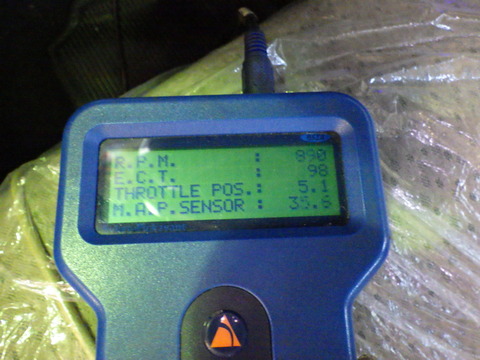 R.P.M. : 890
E.C.T. : 98
THROTTLE POS.: 5.1
M.A.P.SENSOR : 35.6